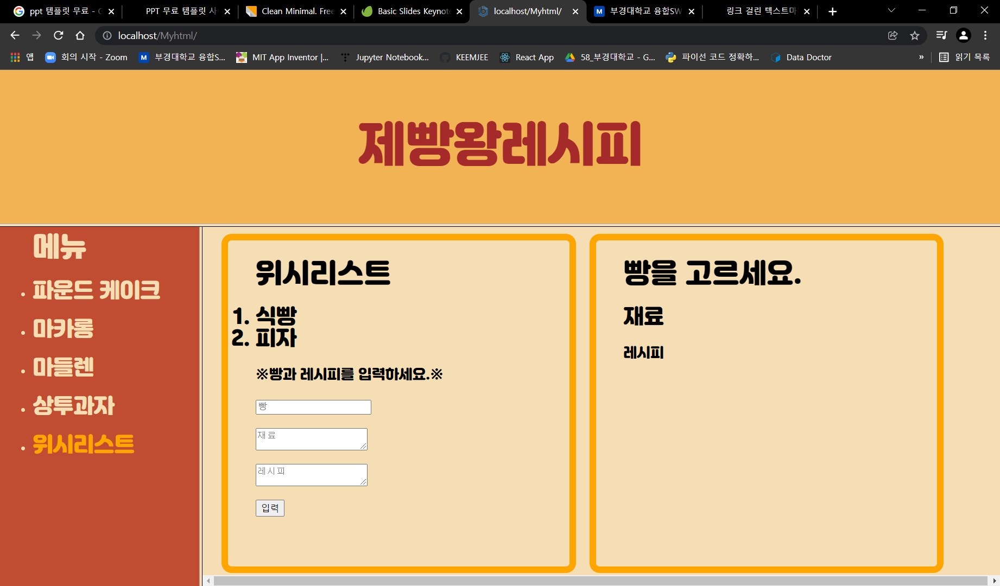 ppt 템플릿 무료 - G
PPT 무료 템플릿 사
Clean Minimal. Free
Basic Slides Keynote
localhost/Myhtml/
부경대학교 융합SW
링크 걸린 텍스트마
localhost/Myhtml/
앱
회의 시작 - Zoom
부경대학교 융합S...
MIT App Inventor |...
Jupyter Notebook...
KEEMJEE
React App
58_부경대학교 - G...
파이선 코드 정확하...
Data Doctor
»
읽기 목록
제빵왕레시피
메뉴
파운드 케이크
마카롱
마들렌
상투과자
위시리스트
위시리스트
1. 식빵
2. 피자
※빵과 레시피를 입력하세요.※
빵
재료
레시피
입력
빵을 고르세요.
재료
레시피